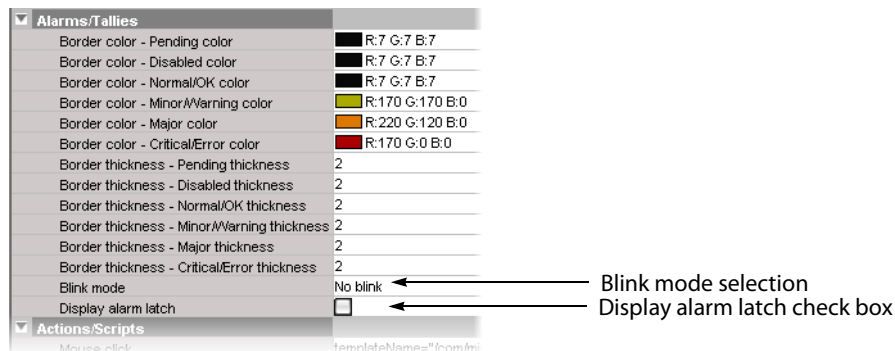 Alarms/Tallies
Border color - Pending color R:7 G:7 B:7
Border color - Disabled color R:7 G:7 B:7
Border color - Normal/OK color R:7 G:7 B:7
Border color - Minor/Warning color R:170 G:170 B:0
Border color - Major color R:220 G:120 B:0
Border color - Critical/Error color R:170 G:0 B:0
Border thickness - Pending thickness 2
Border thickness - Disabled thickness 2
Border thickness - Normal/OK thickness 2
Border thickness - Minor/Warning thickness 2
Border thickness - Major thickness 2
Border thickness - Critical/Error thickness 2
Blink mode No blink Blink mode selection
Display alarm latch Display alarm latch check box
Actions/Scripts
Mouse click